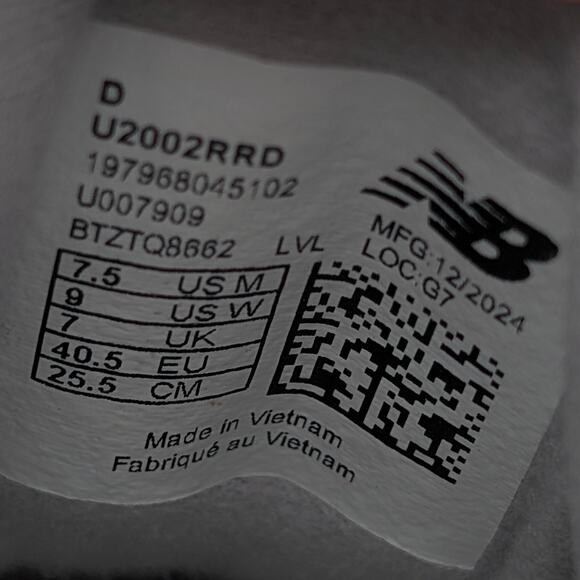 D
U2002RRD
197968045102
U007909
BTZTQ8662 LVL
NB
MFG:12/2024
LOC:G7
7.5 US M
9 US W
7 UK
40.5 EU
25.5 CM
Made in Vietnam
Fabriqué au Vietnam